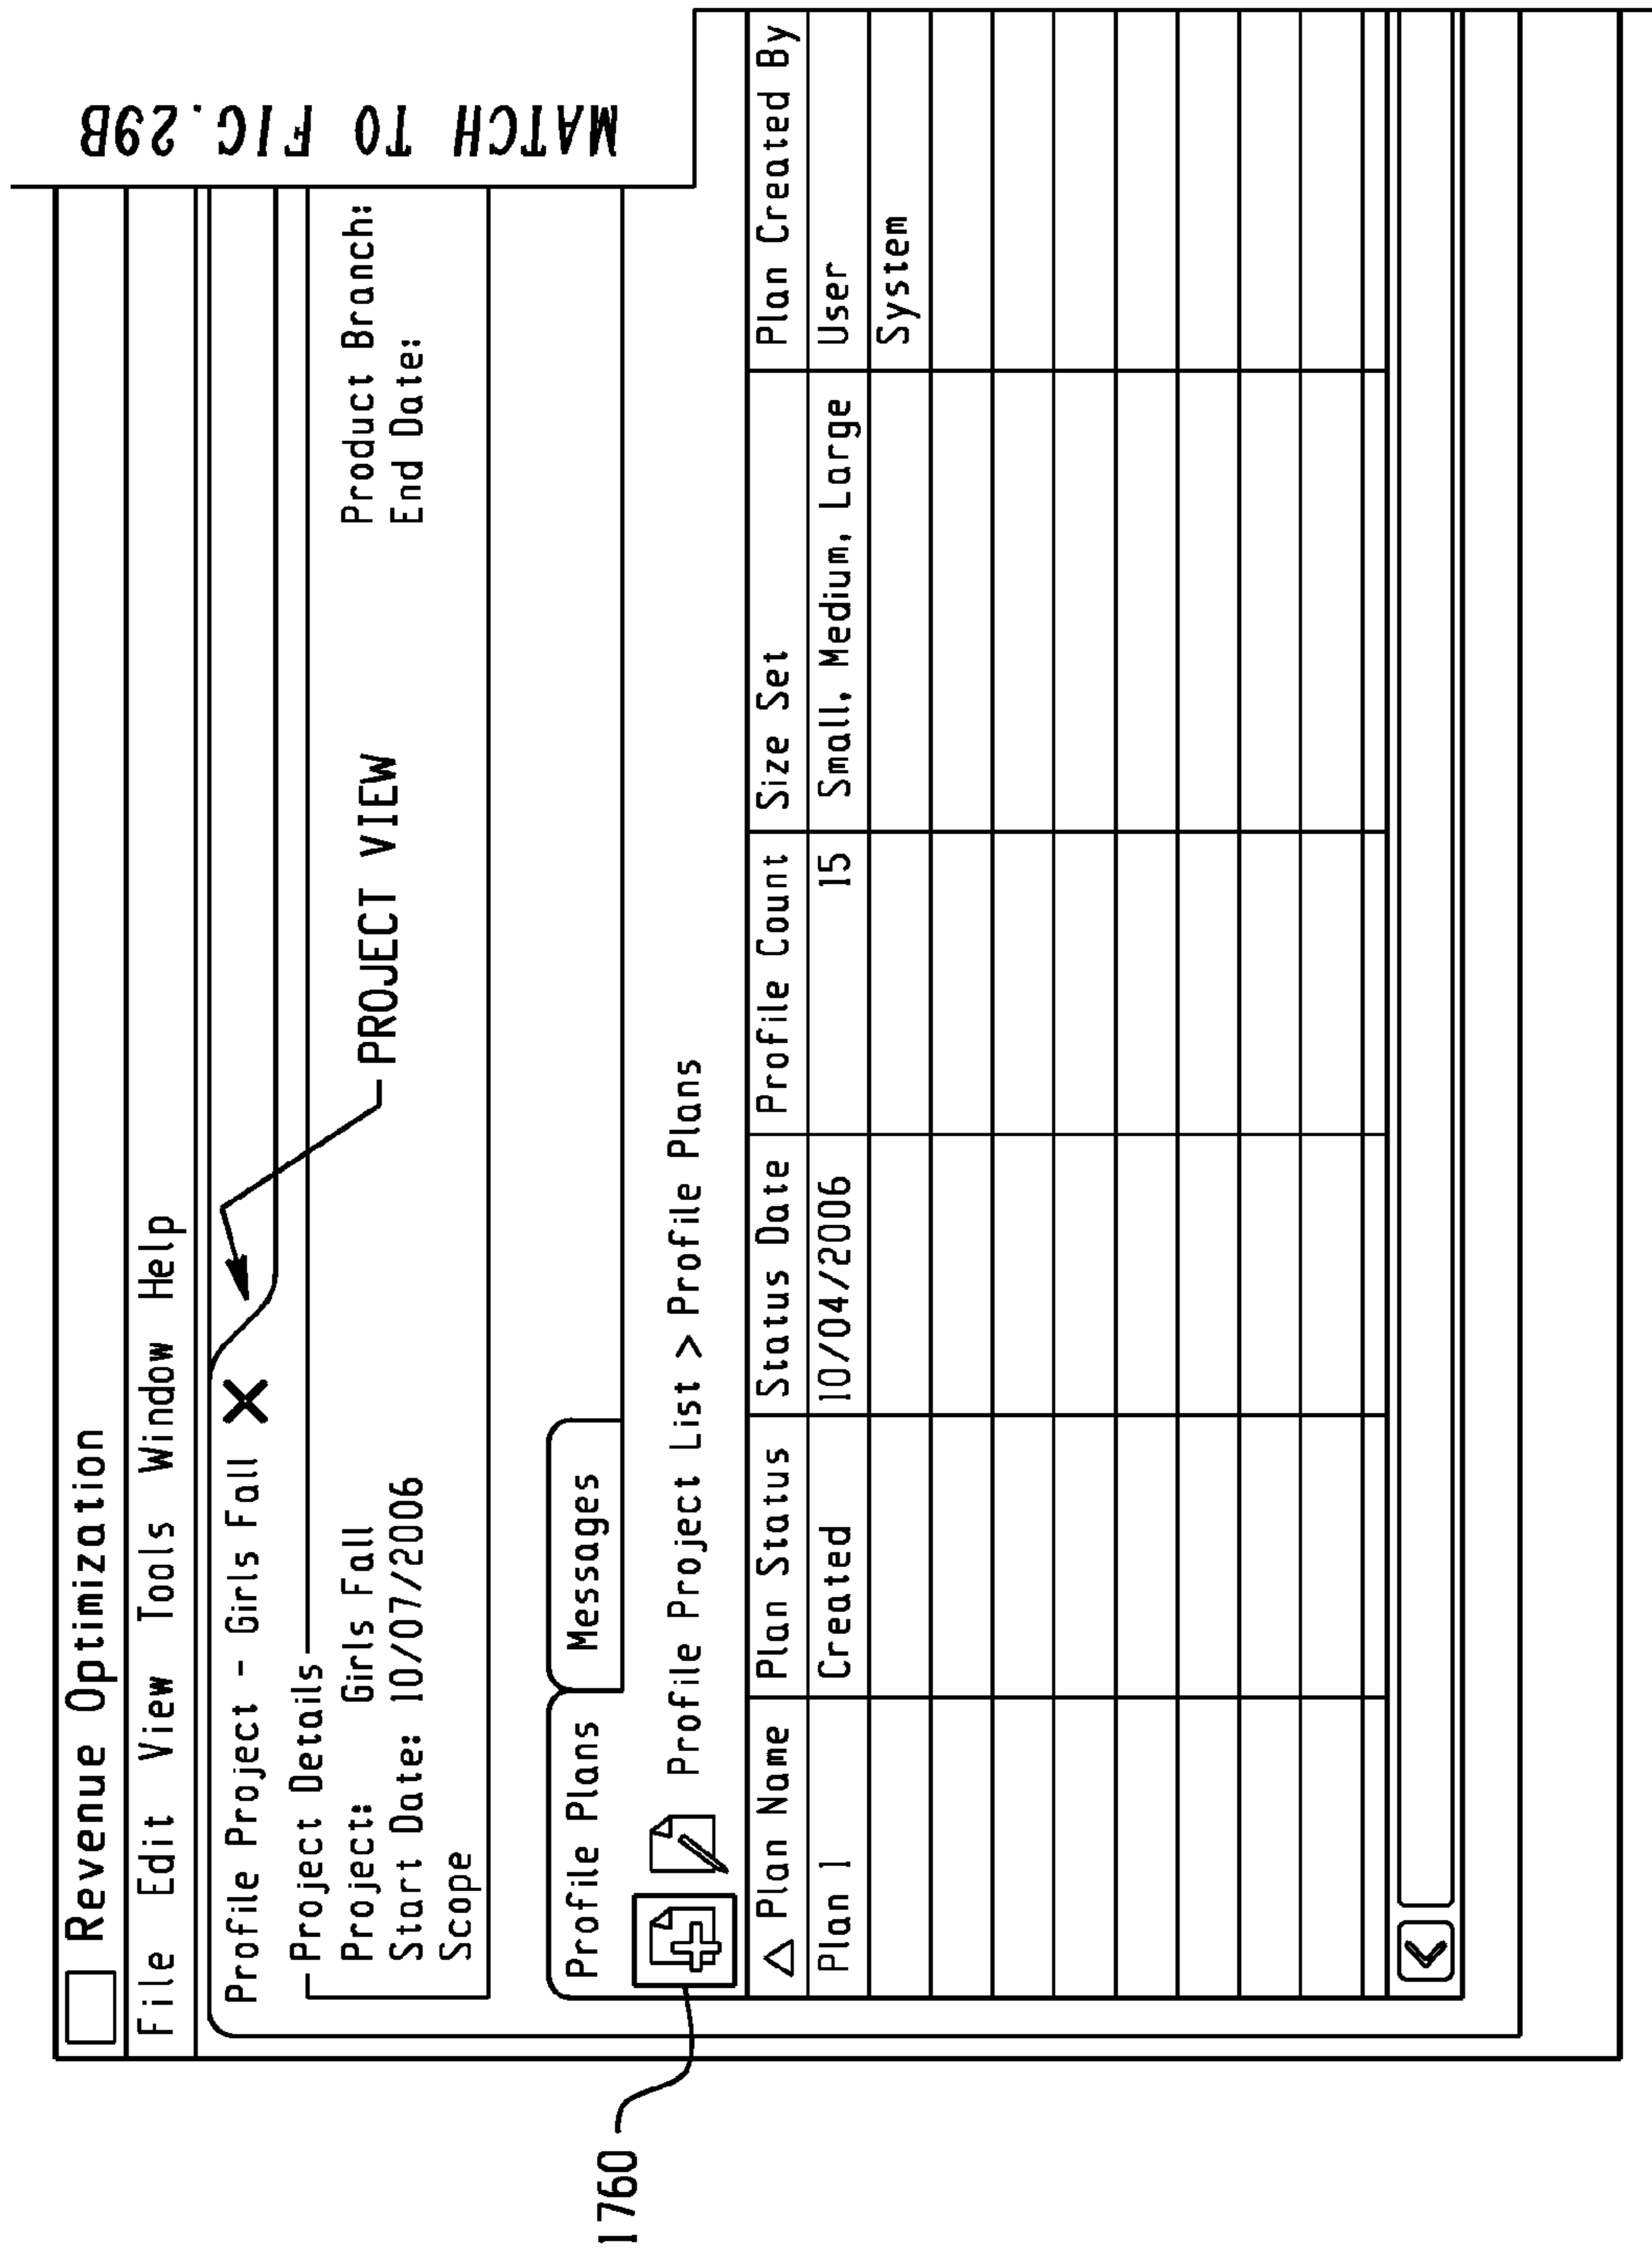 Revenue Optimization
File Edit View Tools Window Help
Profile Project - Girls Fall X
Project Details
Project: Girls Fall Product Branch:
Start Date: 10/07/2006 End Date:
Scope
PROJECT VIEW
MATCH TO FIG.29B
Profile Plans Messages
Profile Project List > Profile Plans
1760
△ Plan Name Plan Status Status Date Profile Count Size Set Plan Created By
Plan 1 Created 10/04/2006 15 Small, Medium, Large User
System